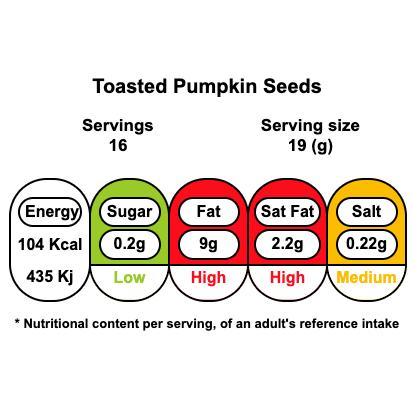 Toasted Pumpkin Seeds
Servings Serving size
16 19 (g)
Energy Sugar Fat Sat Fat Salt
104 Kcal 0.2g 9g 2.2g 0.22g
435 Kj Low High High Medium
* Nutritional content per serving, of an adult's reference intake